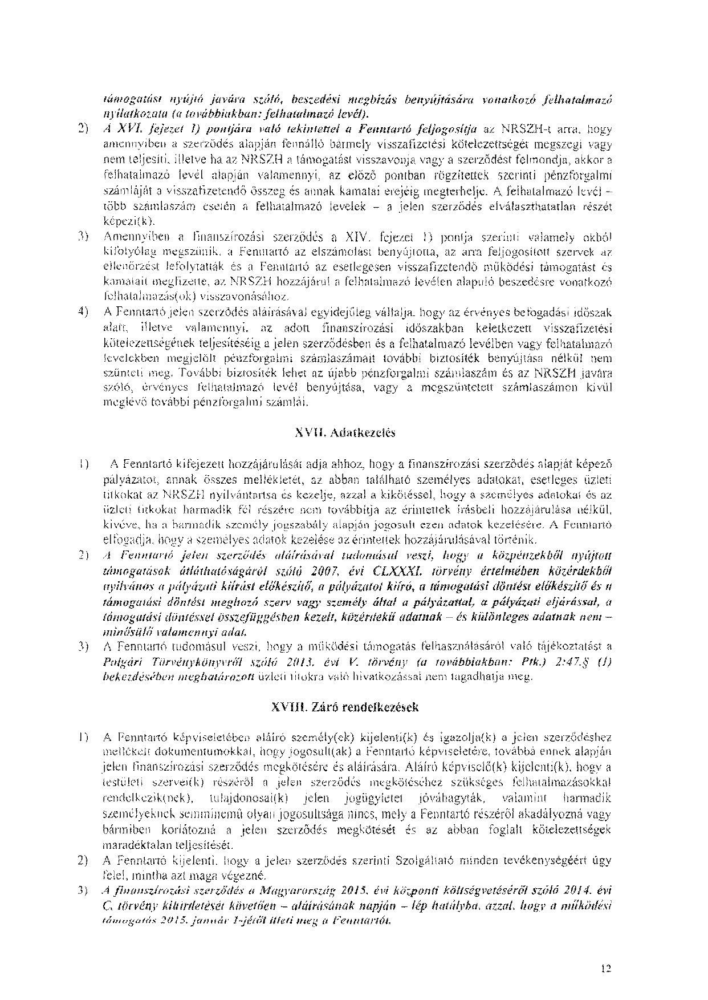 támogatást nyújtó javára szóló, beszedési megbízás benyújtására vonatkozó felhatalmazó
nyilatkozata (a továbbiakban: felhatalmazó levél).
2) A XVI. fejezet 1) pontjára való tekintettel a Fenntartó feljogosítja az NRSZH-t arra, hogy
amennyiben a szerződés alapján fennálló bármely visszafizetési kötelezettségét megszegi vagy
nem teljesíti, illetve ha az NRSZH a támogatást visszavonja vagy a szerződést felmondja, akkor a
felhatalmazó levél alapján valamennyi, az előző pontban rögzítettek szerinti pénzforgalmi
számláját a visszafizetendő összeg és annak kamatai erejéig megterhelje. A felhatalmazó levél –
több számlaszám esetén a felhatalmazó levelek – a jelen szerződés elválaszthatatlan részét
képezi(k).
3) Amennyiben a finanszírozási szerződés a XIV. fejezet 1) pontja szerinti valamely okból
kifolyólag megszűnik, a Fenntartó az elszámolást benyújtotta, az arra feljogosított szervek az
ellenőrzést lefolytatták és a Fenntartó az esetlegesen visszafizetendő működési támogatást és
kamatait megfizette, az NRSZH hozzájárul a felhatalmazó levélen alapuló beszedésre vonatkozó
felhatalmazás(ok) visszavonásához.
4) A Fenntartó jelen szerződés aláírásával egyidejűleg vállalja, hogy az érvényes befogadási időszak
alatt, illetve valamennyi, az adott finanszírozási időszakban keletkezett visszafizetési
kötelezettségének teljesítéséig a jelen szerződésben és a felhatalmazó levélben vagy felhatalmazó
levelekben megjelölt pénzforgalmi számlaszámait további biztosíték benyújtása nélkül nem
szünteti meg. További biztosíték lehet az újabb pénzforgalmi számlaszám és az NRSZH javára
szóló, érvényes felhatalmazó levél benyújtása, vagy a megszüntetett számlaszámon kívül
meglévő további pénzforgalmi számlái.
XVII. Adatkezelés
1) A Fenntartó kifejezett hozzájárulását adja ahhoz, hogy a finanszírozási szerződés alapját képező
pályázatot, annak összes mellékletét, az abban található személyes adatokat, esetleges üzleti
titkokat az NRSZH nyilvántartsa és kezelje, azzal a kikötéssel, hogy a személyes adatokat és az
üzleti titkokat harmadik fél részére nem továbbítja az érintettek írásbeli hozzájárulása nélkül,
kivéve, ha a harmadik személy jogszabály alapján jogosult ezen adatok kezelésére. A Fenntartó
elfogadja, hogy a személyes adatok kezelése az érintettek hozzájárulásával történik.
2) A Fenntartó jelen szerződés aláírásával tudomásul veszi, hogy a közpénzekből nyújtott
támogatások átláthatóságáról szóló 2007. évi CLXXXI. törvény értelmében közérdekből
nyilvános a pályázati kiírást előkészítő, a pályázatot kiíró, a támogatási döntést előkészítő és a
támogatási döntést meghozó szerv vagy személy által a pályázattal, a pályázati eljárással, a
támogatási döntéssel összefüggésben kezelt, közérdekű adatnak – és különleges adatnak nem –
minősülő valamennyi adat.
3) A Fenntartó tudomásul veszi, hogy a működési támogatás felhasználásáról való tájékoztatást a
Polgári Törvénykönyvről szóló 2013. évi V. törvény (a továbbiakban: Ptk.) 2:47.§ (1)
bekezdésében meghatározott üzleti titokra való hivatkozással nem tagadhatja meg.
XVIII. Záró rendelkezések
1) A Fenntartó képviseletében aláíró személy(ek) kijelenti(k) és igazolja(k) a jelen szerződéshez
mellékelt dokumentumokkal, hogy jogosult(ak) a Fenntartó képviseletére, továbbá ennek alapján
jelen finanszírozási szerződés megkötésére és aláírására. Aláíró képviselő(k) kijelenti(k), hogy a
testületi szervei(k) részéről a jelen szerződés megkötéséhez szükséges felhatalmazásokkal
rendelkezik(nek), tulajdonosai(k) jelen jogügyletet jóváhagyták, valamint harmadik
személyeknek semminemű olyan jogosultsága nincs, mely a Fenntartó részéről akadályozná vagy
bármiben korlátozná a jelen szerződés megkötését és az abban foglalt kötelezettségek
maradéktalan teljesítését.
2) A Fenntartó kijelenti, hogy a jelen szerződés szerinti Szolgáltató minden tevékenységéért úgy
felel, mintha azt maga végezné.
3) A finanszírozási szerződés a Magyarország 2015. évi központi költségvetéséről szóló 2014. évi
C. törvény kihirdetését követően – aláírásának napján – lép hatályba, azzal, hogy a működési
támogatás 2015. január 1-jétől illeti meg a Fenntartót.
12